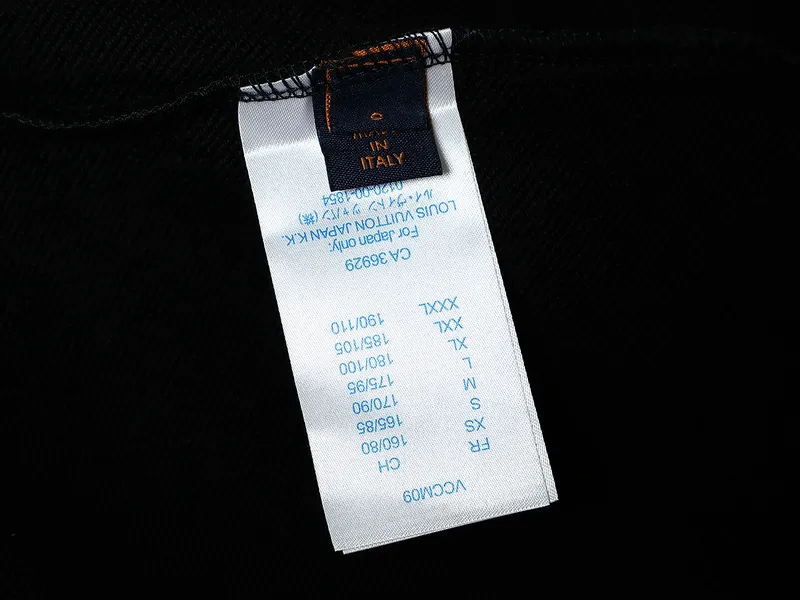 IN
ITALY
VCCM09
FR CH
XS 160/80
S 165/85
M 170/90
L 175/95
XL 180/100
XXL 185/105
XXXL 190/110
CA 36929
For Japan only:
LOUIS VUITTON JAPAN K.K.
ルイ・ヴィトン ジャパン (株)
0120-00-1854